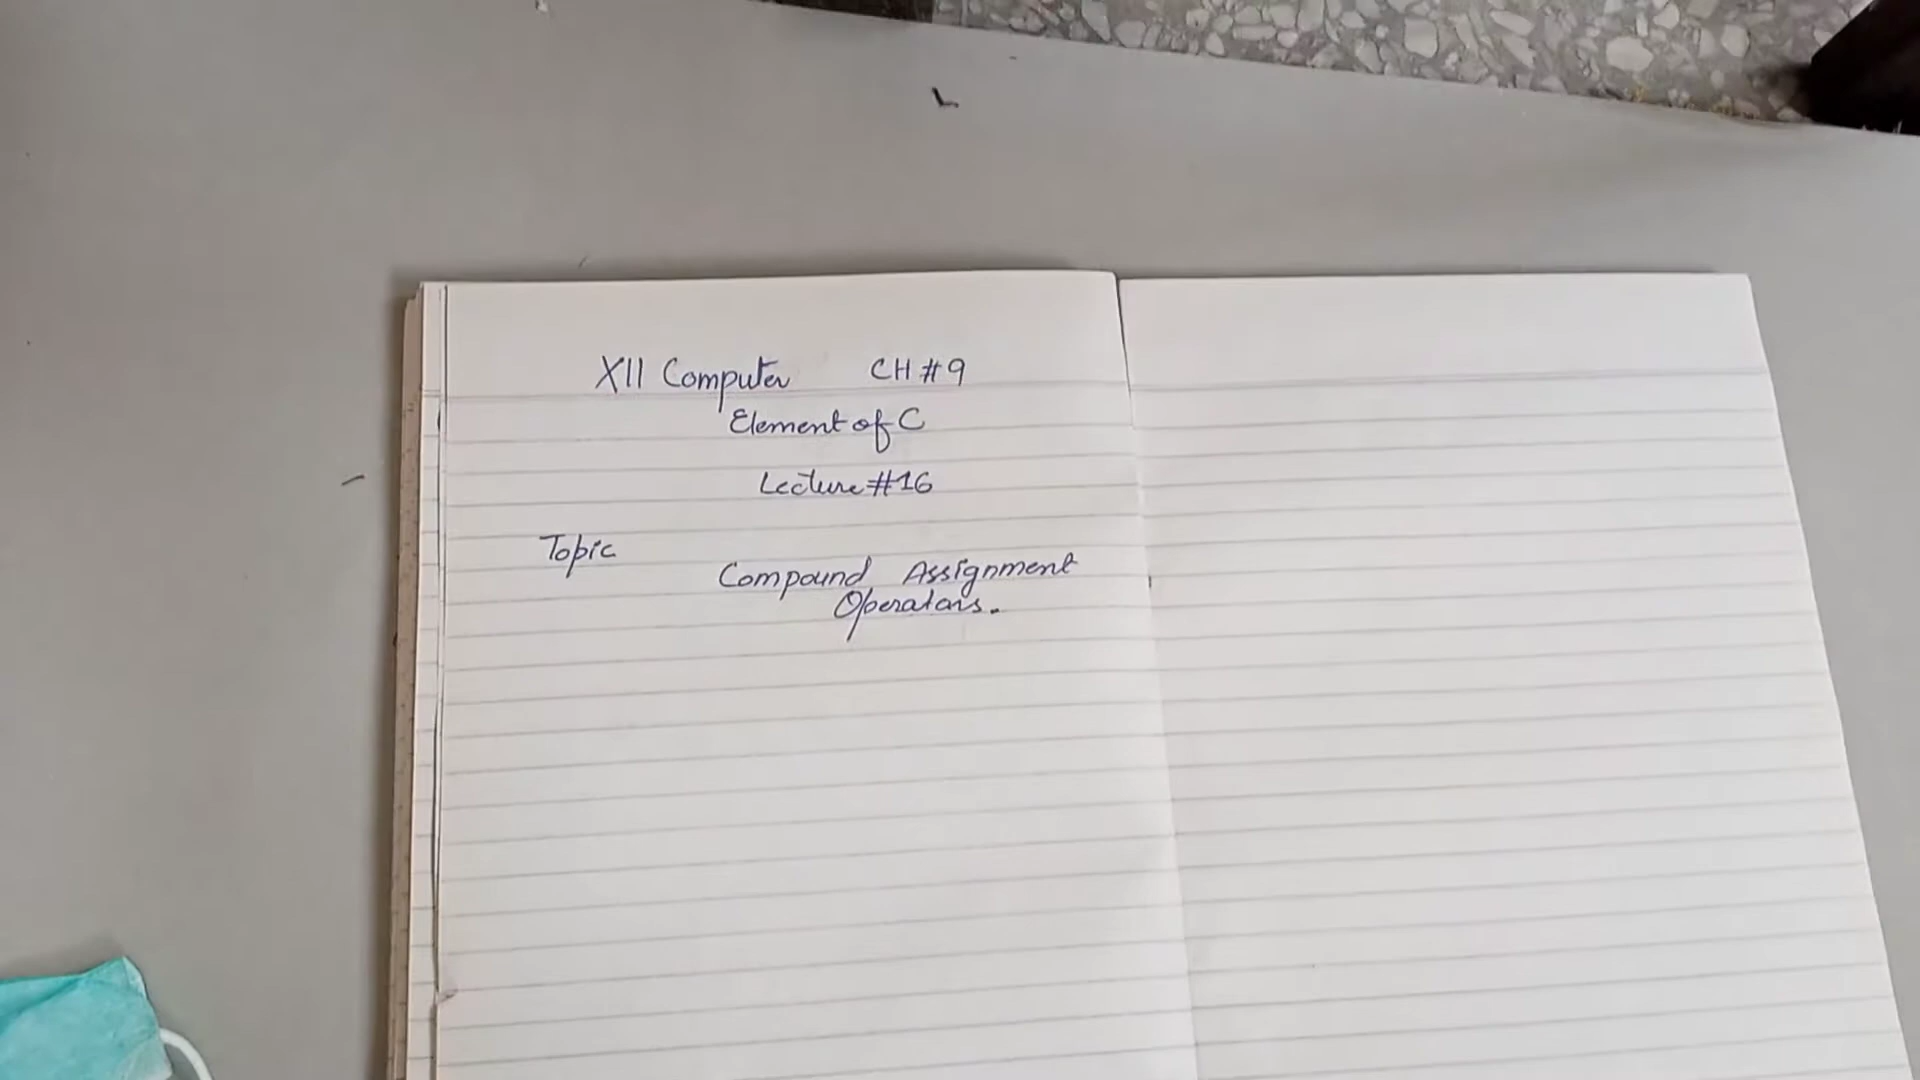 XII Computer CH #9
Element of C
Lecture #16
Topic
Compound Assignment
Operators.